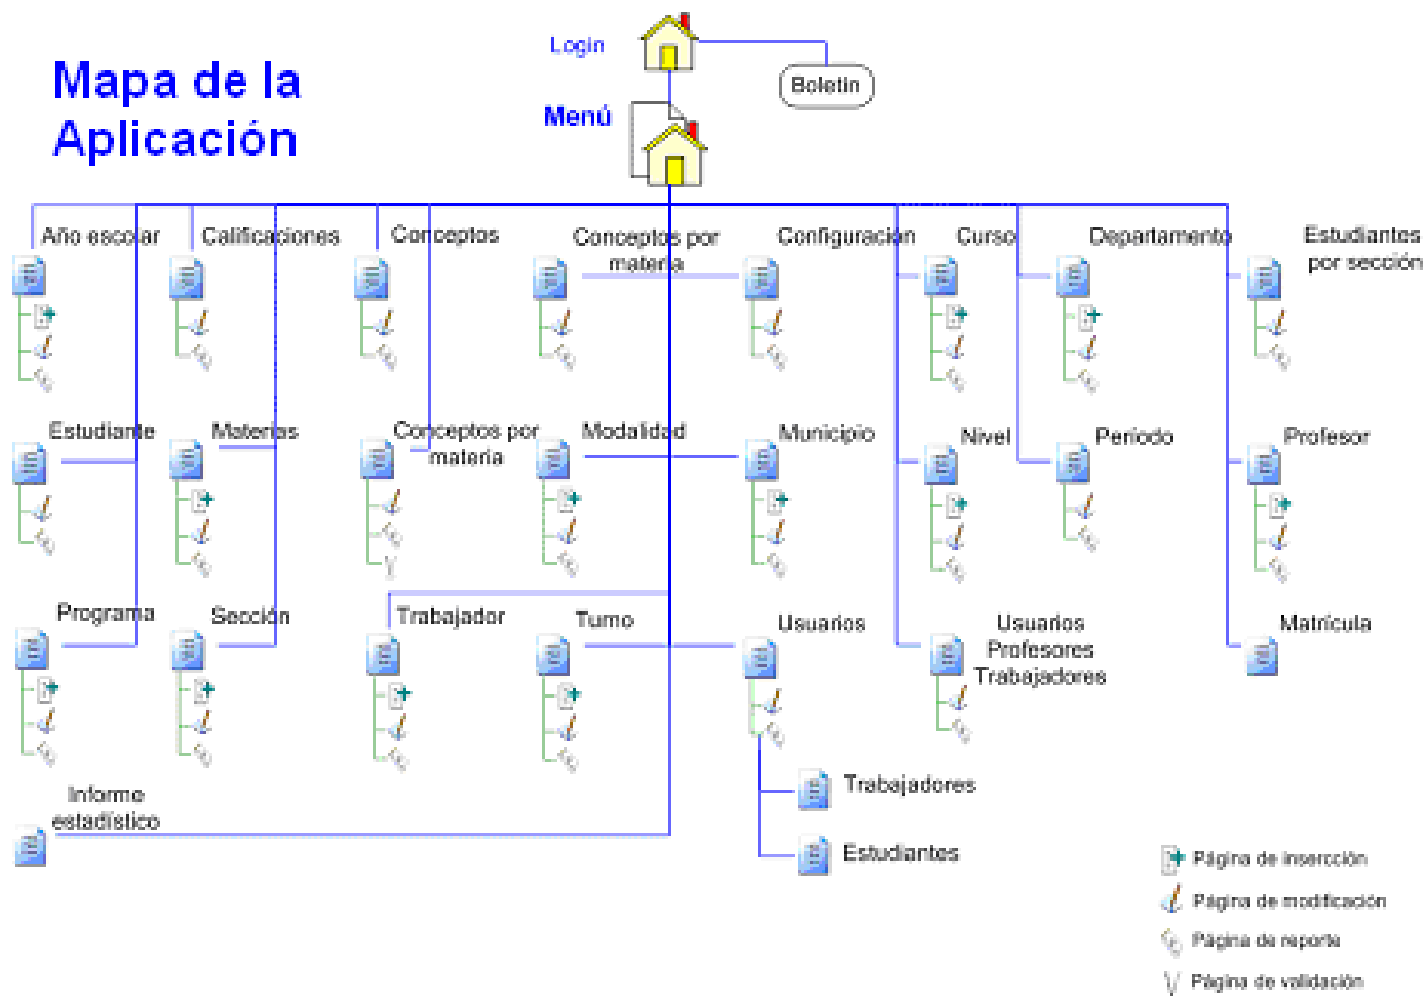 Mapa de la
Aplicación
Login
Boletín
Menú
Año escolar
Calificaciones
Conceptos
Conceptos por
materia
Configuración
Curso
Departamento
Estudiantes
por sección
Estudiante
Materias
Conceptos por
materia
Modalidad
Municipio
Nivel
Período
Profesor
Programa
Sección
Trabajador
Turno
Usuarios
Usuarios
Profesores
Trabajadores
Matrícula
Informe
estadístico
Trabajadores
Estudiantes
Página de insercción
Página de modificación
Página de reporte
Página de validación